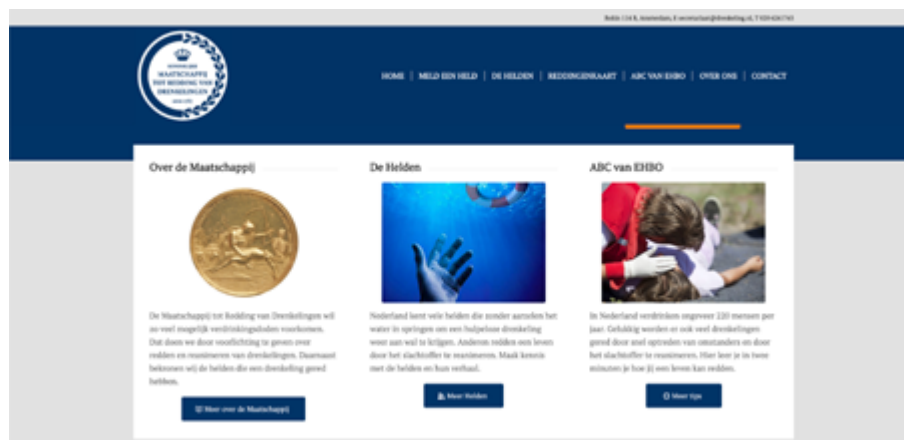 Rokin 114 B, Amsterdam, E secretariaat@drenkeling.nl, T
MAATSCHAPPIJ
TOT REDDING VAN
DRENKELINGEN
HOME | MELD EEN HELD | DE HELDEN | REDDINGENKAART | ABC VAN EHBO | OVER ONS | CONTACT
Over de Maatschappij
De Maatschappij tot Redding van Drenkelingen wil
zo veel mogelijk verdrinkingsdoden voorkomen.
Dat doen we door voorlichting te geven over
redden en reanimeren van drenkelingen. Daarnaast
bekronen wij de helden die een drenkeling gered
hebben.
Meer over de Maatschappij
De Helden
Nederland kent vele helden die zonder aarzelen het
water in springen om een hulpeloze drenkeling
weer aan wal te krijgen. Anderen redden een leven
door het slachtoffer te reanimeren. Maak kennis
met de helden en hun verhaal.
Meer Helden
ABC van EHBO
In Nederland verdrinken ongeveer 220 mensen per
jaar. Gelukkig worden er ook veel drenkelingen
gered door snel optreden van omstanders en door
het slachtoffer te reanimeren. Hier leer je in twee
minuten je hoe jij een leven kan redden.
Meer tips